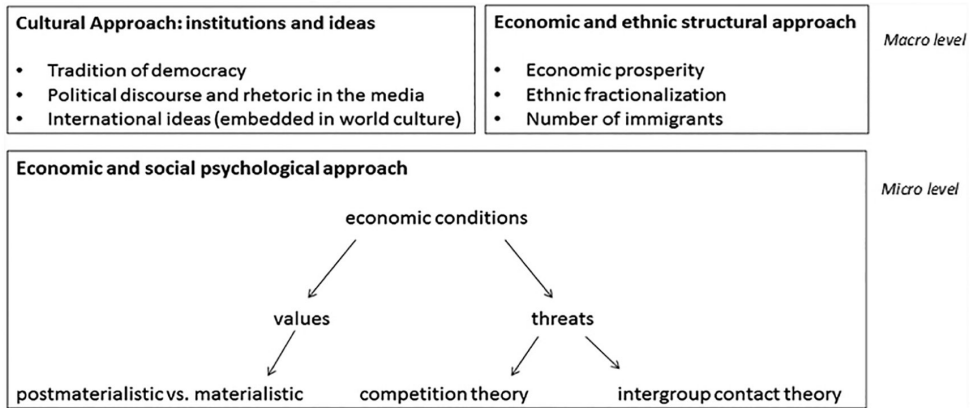 Cultural Approach: institutions and ideas
• Tradition of democracy
• Political discourse and rhetoric in the media
• International ideas (embedded in world culture)
Economic and ethnic structural approach
• Economic prosperity
• Ethnic fractionalization
• Number of immigrants
Macro level
Economic and social psychological approach
Micro level
economic conditions
values
threats
postmaterialistic vs. materialistic
competition theory
intergroup contact theory